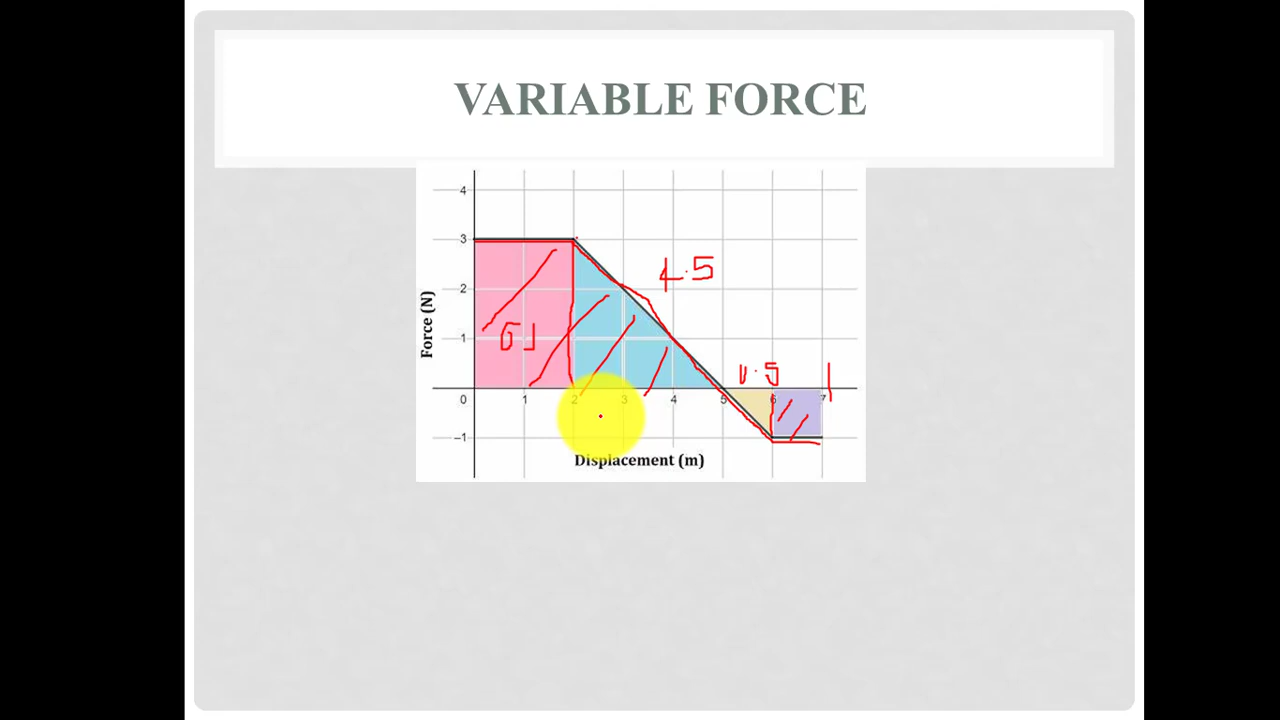 VARIABLE FORCE
4
3
2
1
0 1 2 3 4 5 6 7
−1
Force (N)
Displacement (m)
6J
4.5
0.5
1